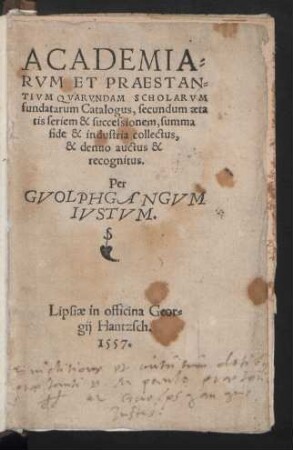 ACADEMIA-
RVM ET PRAESTAN-
TIVM QVARVNDAM SCHOLARVM
fundatarum Catalogus, secundum æta
tis seriem & successionem, summa
fide & industria collectus,
& denuo auctus &
recognitus.
Per
GVOLPHGANGVM
IVSTVM.
Lipsiæ in officina Geor-
gij Hantzsch.
1557.